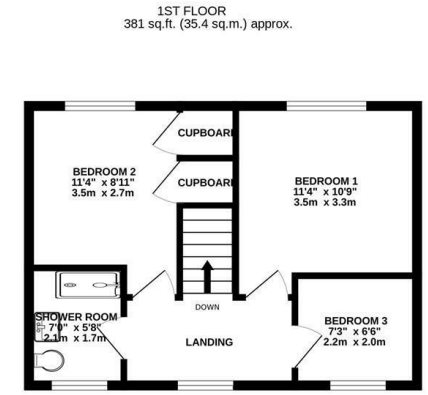 1ST FLOOR
381 sq.ft. (35.4 sq.m.) approx.
CUPBOARD
BEDROOM 2
11'4" x 8'11"
3.5m x 2.7m
CUPBOARD
BEDROOM 1
11'4" x 10'9"
3.5m x 3.3m
DOWN
SHOWER ROOM
7'0" x 5'8"
2.1m x 1.7m
LANDING
BEDROOM 3
7'3" x 6'6"
2.2m x 2.0m